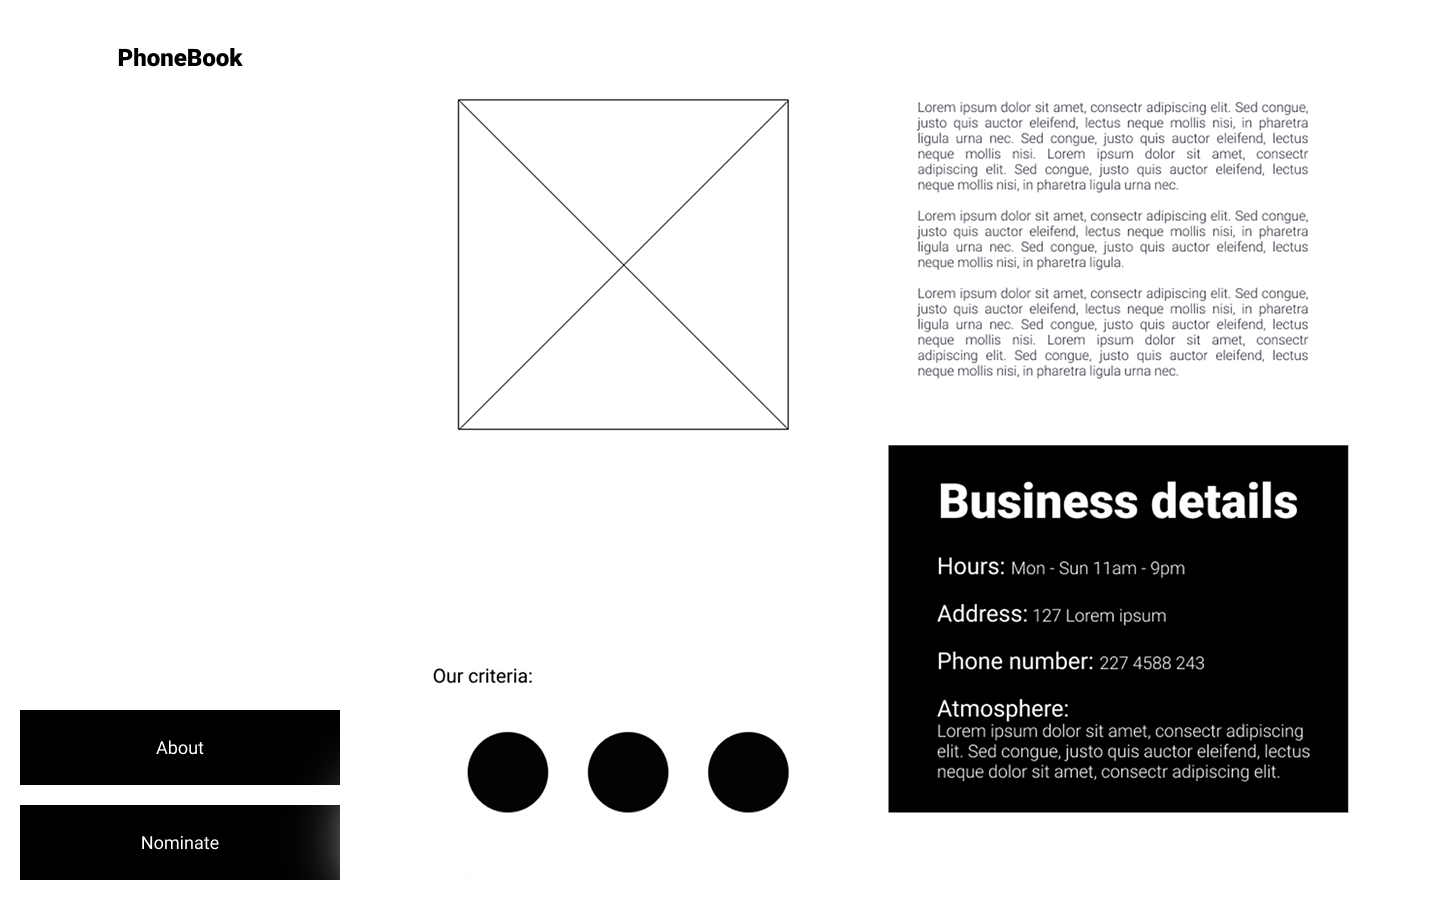 PhoneBook
Lorem ipsum dolor sit amet, consectr adipiscing elit. Sed congue,
justo quis auctor eleifend, lectus neque mollis nisi, in pharetra
ligula urna nec. Sed congue, justo quis auctor eleifend, lectus
neque mollis nisi. Lorem ipsum dolor sit amet, consectr
adipiscing elit. Sed congue, justo quis auctor eleifend, lectus
neque mollis nisi, in pharetra ligula urna nec.
Lorem ipsum dolor sit amet, consectr adipiscing elit. Sed congue,
justo quis auctor eleifend, lectus neque mollis nisi, in pharetra
ligula urna nec. Sed congue, justo quis auctor eleifend, lectus
neque mollis nisi, in pharetra ligula.
Lorem ipsum dolor sit amet, consectr adipiscing elit. Sed congue,
justo quis auctor eleifend, lectus neque mollis nisi, in pharetra
ligula urna nec. Sed congue, justo quis auctor eleifend, lectus
neque mollis nisi. Lorem ipsum dolor sit amet, consectr
adipiscing elit. Sed congue, justo quis auctor eleifend, lectus
neque mollis nisi, in pharetra ligula urna nec.
Business details
Hours: Mon - Sun 11am - 9pm
Address: 127 Lorem ipsum
Phone number: 227 4588 243
Atmosphere:
Lorem ipsum dolor sit amet, consectr adipiscing
elit. Sed congue, justo quis auctor eleifend, lectus
neque dolor sit amet, consectr adipiscing elit.
Our criteria:
About
Nominate